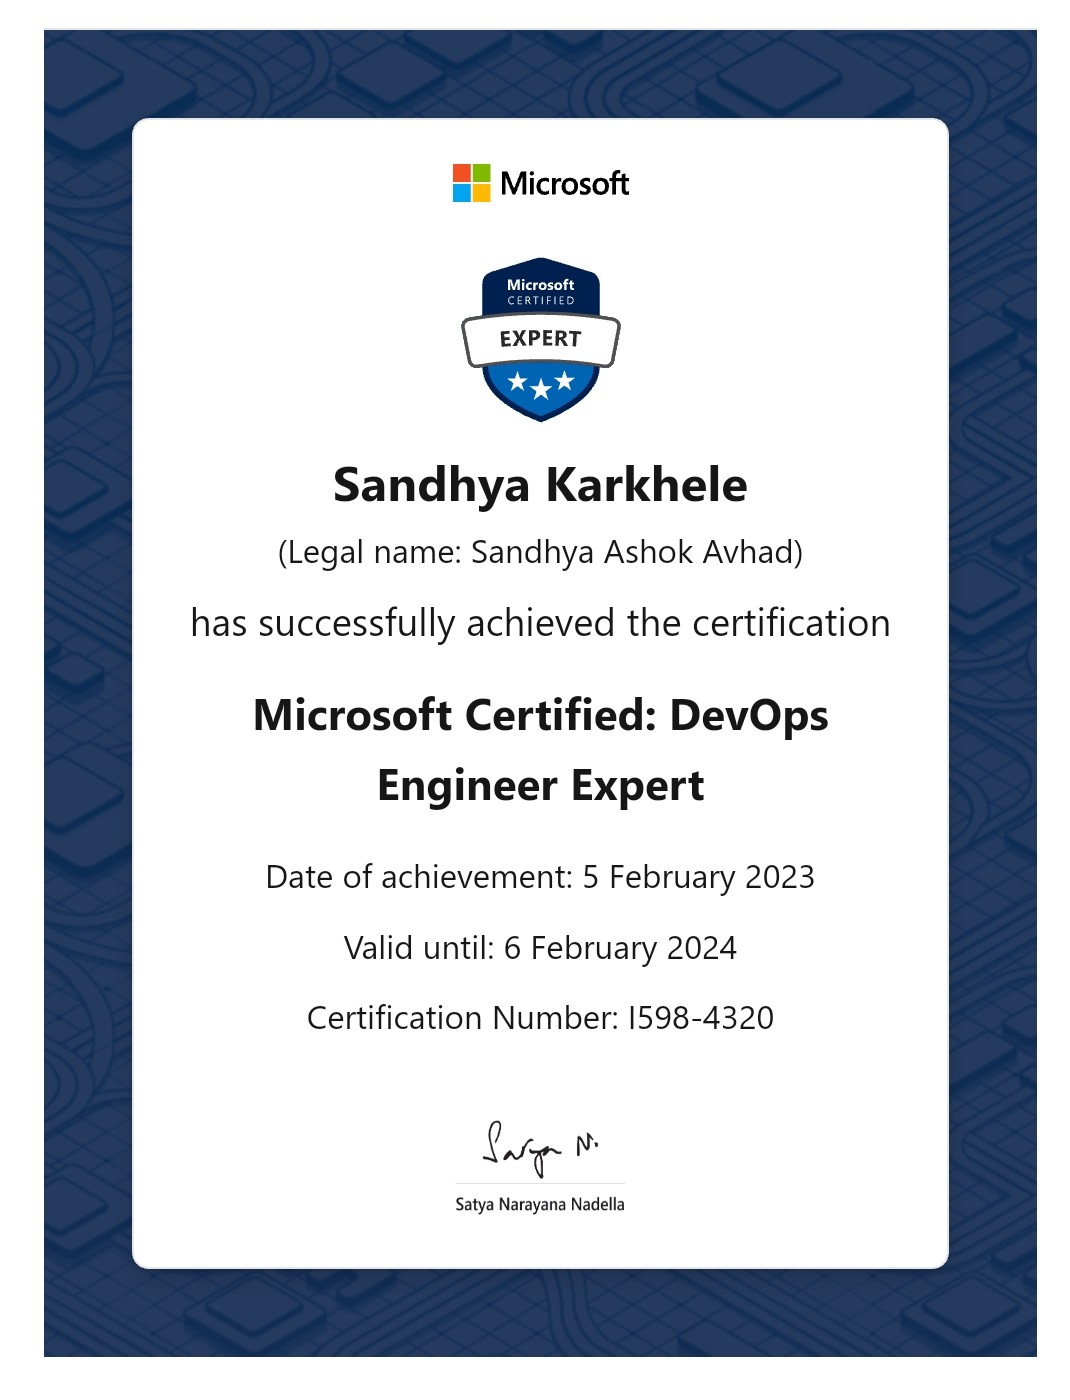 Microsoft
Microsoft
CERTIFIED
EXPERT
Sandhya Karkhele
(Legal name: Sandhya Ashok Avhad)
has successfully achieved the certification
Microsoft Certified: DevOps
Engineer Expert
Date of achievement: 5 February 2023
Valid until: 6 February 2024
Certification Number: I598-4320
Satya N.
Satya Narayana Nadella